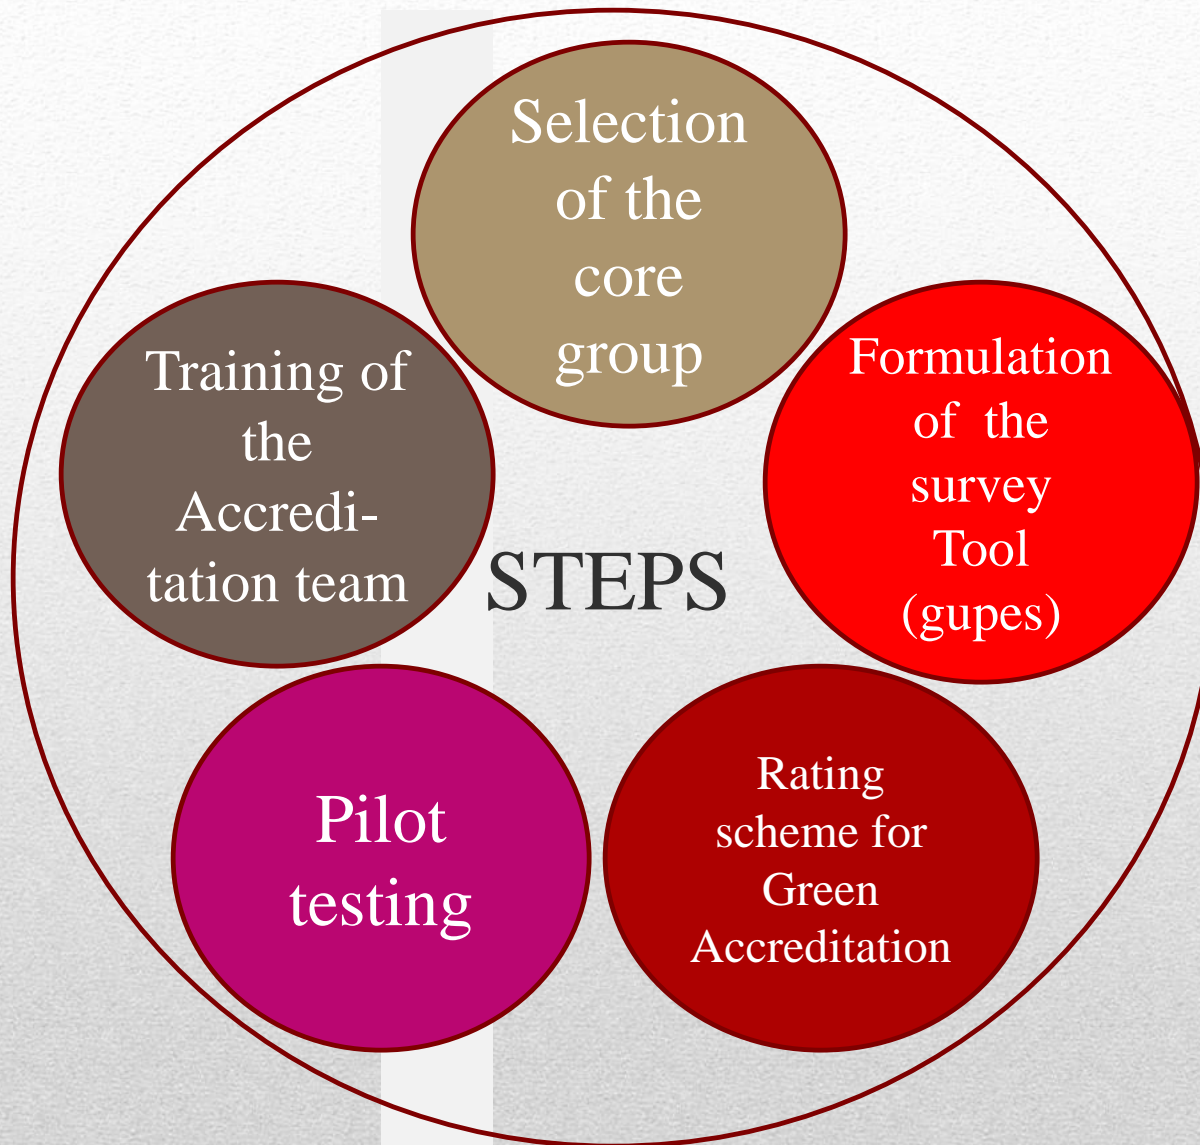 Selection
of the
core
group
Formulation
of  the
survey
Tool
(gupes)
Rating
scheme for
Green
Accreditation
Pilot
testing
Training of
the
Accredi-
tation team
STEPS